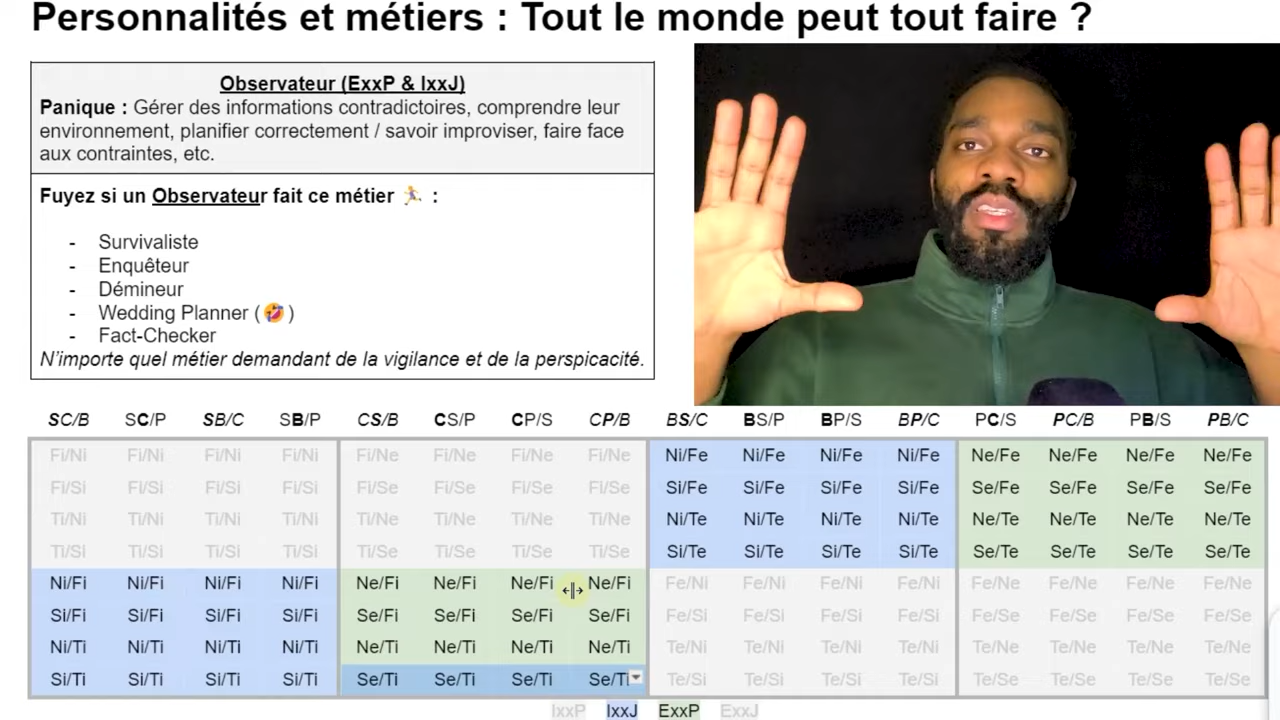 Personnalités et métiers : Tout le monde peut tout faire ?
Observateur (ExxP & IxxJ)
Panique : Gérer des informations contradictoires, comprendre leur
environnement, planifier correctement / savoir improviser, faire face
aux contraintes, etc.
Fuyez si un Observateur fait ce métier 🏃 :
- Survivaliste
- Enquêteur
- Démineur
- Wedding Planner (🤣)
- Fact-Checker
N'importe quel métier demandant de la vigilance et de la perspicacité.
SC/B SC/P SB/C SB/P CS/B CS/P CP/S CP/B BS/C BS/P BP/S BP/C PC/S PC/B PB/S PB/C
Fi/Ni Fi/Ni Fi/Ni Fi/Ni Fi/Ne Fi/Ne Fi/Ne Fi/Ne Ni/Fe Ni/Fe Ni/Fe Ni/Fe Ne/Fe Ne/Fe Ne/Fe Ne/Fe
Fi/Si Fi/Si Fi/Si Fi/Si Fi/Se Fi/Se Fi/Se Fi/Se Si/Fe Si/Fe Si/Fe Si/Fe Se/Fe Se/Fe Se/Fe Se/Fe
Ti/Ni Ti/Ni Ti/Ni Ti/Ni Ti/Ne Ti/Ne Ti/Ne Ti/Ne Ni/Te Ni/Te Ni/Te Ni/Te Ne/Te Ne/Te Ne/Te Ne/Te
Ti/Si Ti/Si Ti/Si Ti/Si Ti/Se Ti/Se Ti/Se Ti/Se Si/Te Si/Te Si/Te Si/Te Se/Te Se/Te Se/Te Se/Te
Ni/Fi Ni/Fi Ni/Fi Ni/Fi Ne/Fi Ne/Fi Ne/Fi Ne/Fi Fe/Ni Fe/Ni Fe/Ni Fe/Ni Fe/Ne Fe/Ne Fe/Ne Fe/Ne
Si/Fi Si/Fi Si/Fi Si/Fi Se/Fi Se/Fi Se/Fi Se/Fi Fe/Si Fe/Si Fe/Si Fe/Si Fe/Se Fe/Se Fe/Se Fe/Se
Ni/Ti Ni/Ti Ni/Ti Ni/Ti Ne/Ti Ne/Ti Ne/Ti Ne/Ti Te/Ni Te/Ni Te/Ni Te/Ni Te/Ne Te/Ne Te/Ne Te/Ne
Si/Ti Si/Ti Si/Ti Si/Ti Se/Ti Se/Ti Se/Ti Se/Ti Te/Si Te/Si Te/Si Te/Si Te/Se Te/Se Te/Se Te/Se
IxxP IxxJ ExxP ExxJ